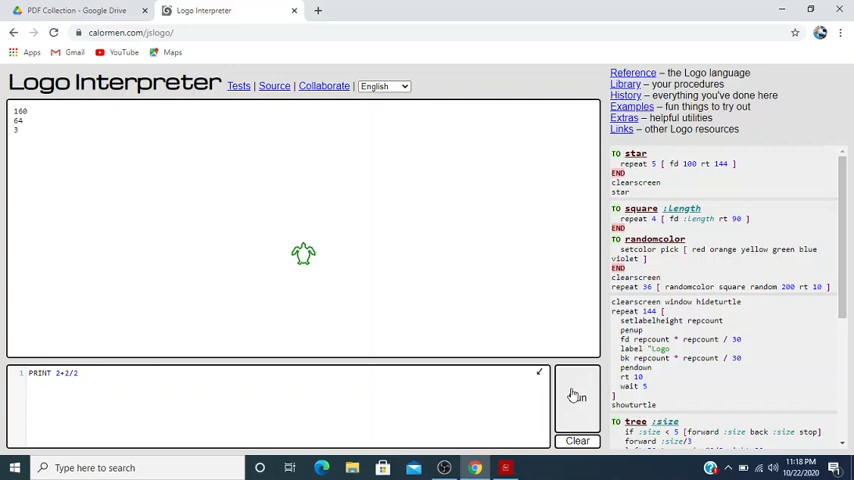 PDF Collection - Google Drive
Logo Interpreter
calormen.com/jslogo/
Apps
Gmail
YouTube
Maps
Logo Interpreter
Tests | Source | Collaborate |
English
Reference – the Logo language
Library – your procedures
History – everything you've done here
Examples – fun things to try out
Extras – helpful utilities
Links – other Logo resources
160
64
3
TO star
repeat 5 [ fd 100 rt 144 ]
END
clearscreen
star
TO square :length
repeat 4 [ fd :length rt 90 ]
END
TO randomcolor
setcolor pick [ red orange yellow green blue
violet ]
END
clearscreen
repeat 36 [ randomcolor square random 200 rt 10 ]
clearscreen window hideturtle
repeat 144 [
setlabelheight repcount
penup
fd repcount * repcount / 30
label "Logo
bk repcount * repcount / 30
pendown
rt 10
wait 5
]
showturtle
TO tree :size
if :size < 5 [forward :size back :size stop]
forward :size/3
1
PRINT 2+2/2
Clear
Type here to search
11:18 PM
10/22/2020